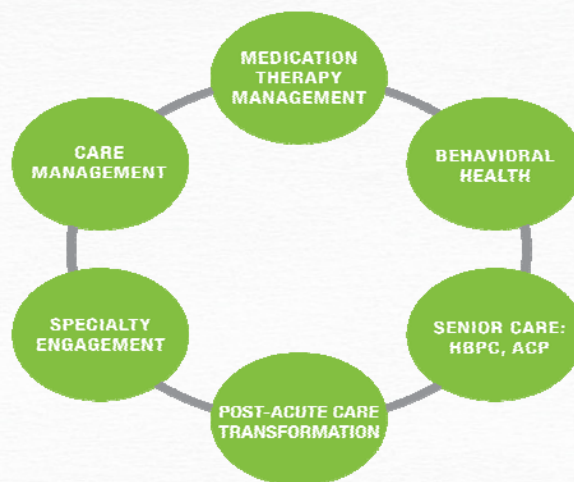 MEDICATION
THERAPY
MANAGEMENT
BEHAVIORAL
HEALTH
SENIOR CARE:
HBPC, ACP
POST-ACUTE CARE
TRANSFORMATION
SPECIALTY
ENGAGEMENT
CARE
MANAGEMENT